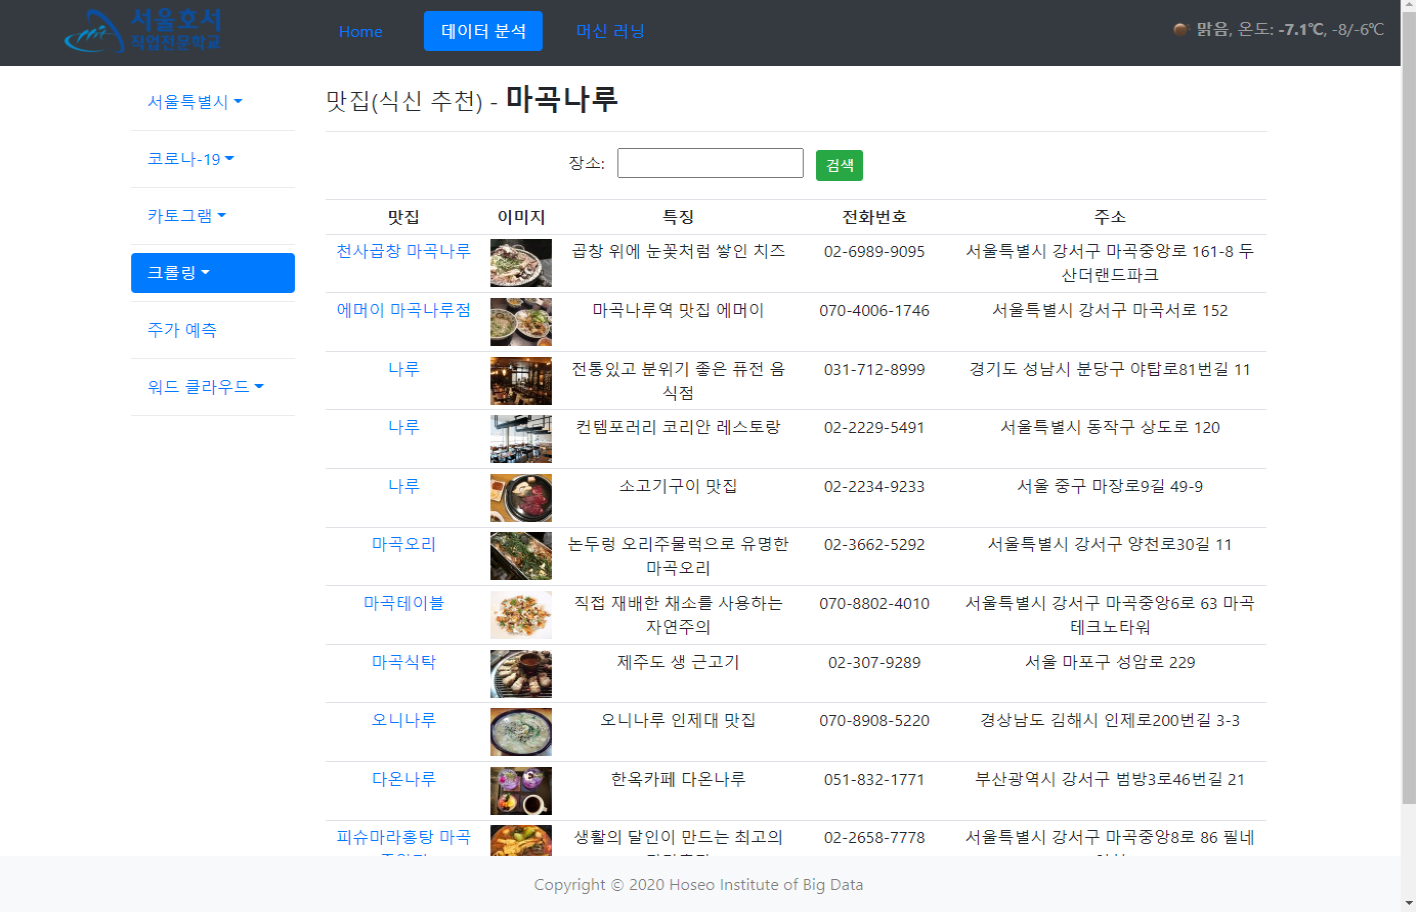 서울호서
직업전문학교
Home
데이터 분석
머신 러닝
맑음, 온도: -7.1℃, -8/-6℃
서울특별시
코로나-19
카토그램
크롤링
주가 예측
워드 클라우드
맛집(식신 추천) - 마곡나루
장소:
검색
맛집 이미지 특징 전화번호 주소
천사곱창 마곡나루 곱창 위에 눈꽃처럼 쌓인 치즈 02-6989-9095 서울특별시 강서구 마곡중앙로 161-8 두
산더랜드파크
에머이 마곡나루점 마곡나루역 맛집 에머이 070-4006-1746 서울특별시 강서구 마곡서로 152
나루 전통있고 분위기 좋은 퓨전 음 031-712-8999 경기도 성남시 분당구 야탑로81번길 11
식점
나루 컨템포러리 코리안 레스토랑 02-2229-5491 서울특별시 동작구 상도로 120
나루 소고기구이 맛집 02-2234-9233 서울 중구 마장로9길 49-9
마곡오리 논두렁 오리주물럭으로 유명한 02-3662-5292 서울특별시 강서구 양천로30길 11
마곡오리
마곡테이블 직접 재배한 채소를 사용하는 070-8802-4010 서울특별시 강서구 마곡중앙6로 63 마곡
자연주의 테크노타워
마곡식탁 제주도 생 근고기 02-307-9289 서울 마포구 성암로 229
오니나루 오니나루 인제대 맛집 070-8908-5220 경상남도 김해시 인제로200번길 3-3
다온나루 한옥카페 다온나루 051-832-1771 부산광역시 강서구 범방3로46번길 21
피슈마라홍탕 마곡 생활의 달인이 만드는 최고의 02-2658-7778 서울특별시 강서구 마곡중앙8로 86 필네
Copyright © 2020 Hoseo Institute of Big Data